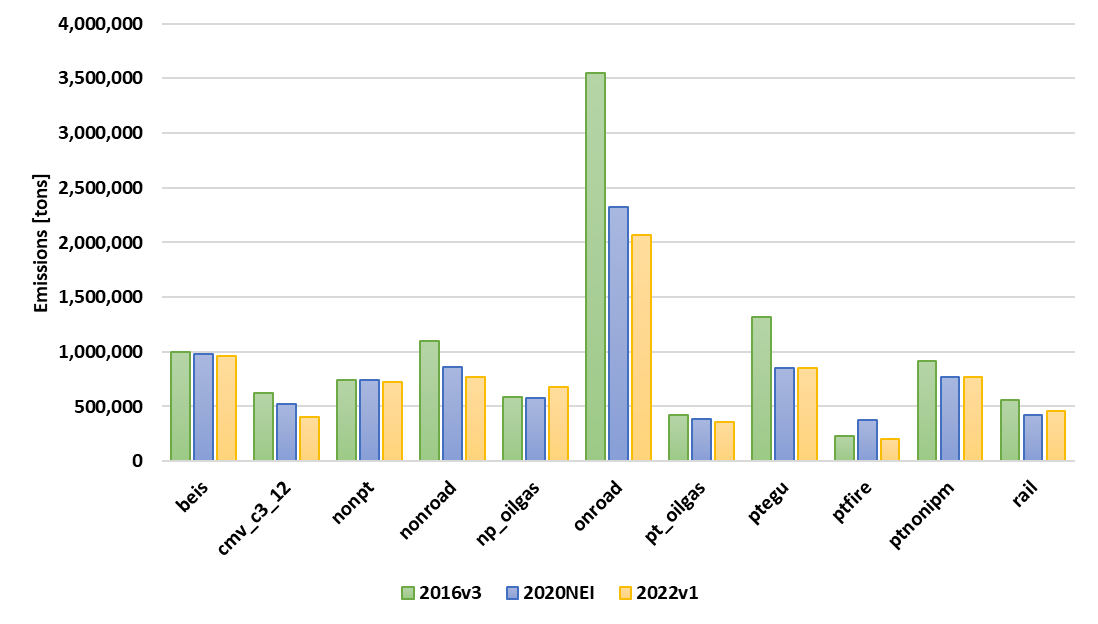 4,000,000
3,500,000
3,000,000
2,500,000
2,000,000
1,500,000
1,000,000
500,000
0
Emissions [tons]
beis
cmv_c3_12
nonpt
nonroad
np_oilgas
onroad
pt_oilgas
ptegu
ptfire
ptnonipm
rail
2016v3 2020NEI 2022v1